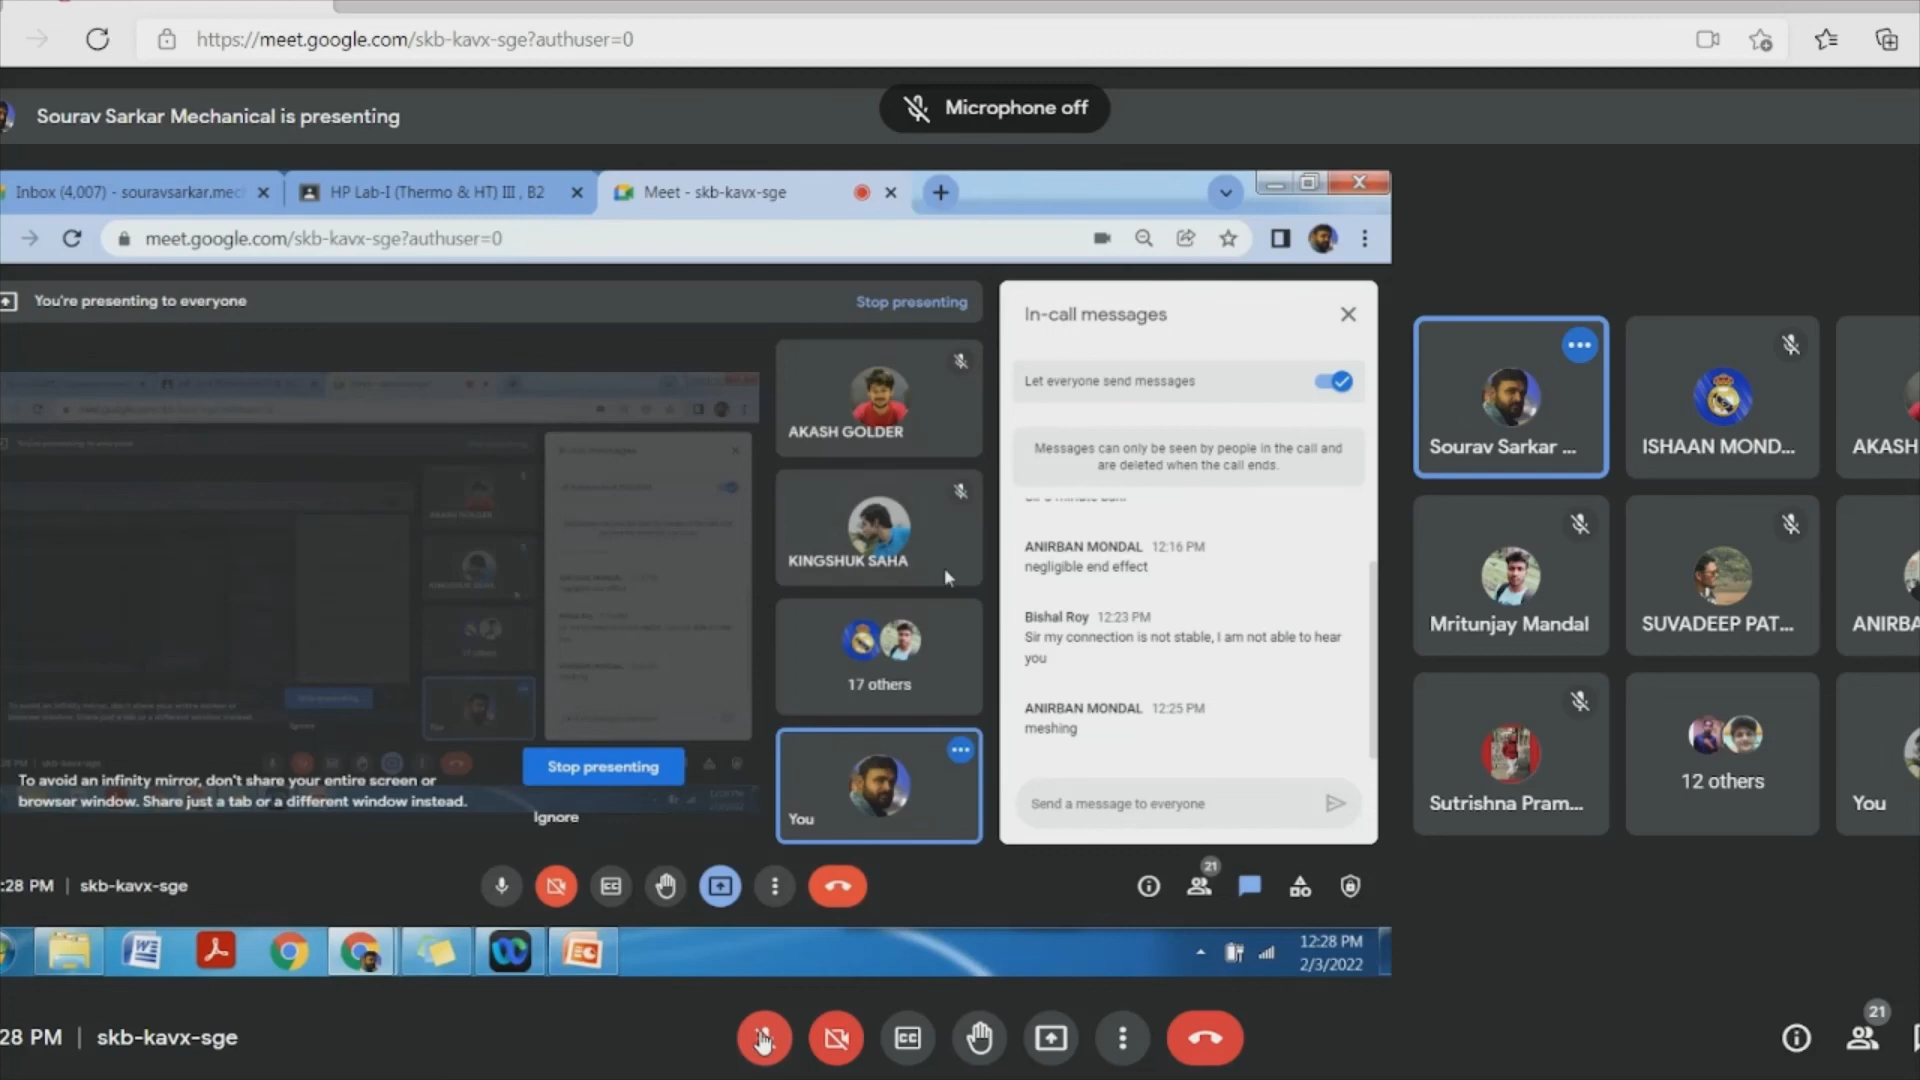 https://meet.google.com/skb-kavx-sge?authuser=0
Sourav Sarkar Mechanical is presenting
Microphone off
Inbox (4,007) - souravsarkar.mec
HP Lab-I (Thermo & HT) III , B2
Meet - skb-kavx-sge
meet.google.com/skb-kavx-sge?authuser=0
You're presenting to everyone
Stop presenting
In-call messages
Let everyone send messages
Messages can only be seen by people in the call and
are deleted when the call ends.
ANIRBAN MONDAL 12:16 PM
negligible end effect
Bishal Roy 12:23 PM
Sir my connection is not stable, I am not able to hear
you
ANIRBAN MONDAL 12:25 PM
meshing
Send a message to everyone
AKASH GOLDER
KINGSHUK SAHA
17 others
You
To avoid an infinity mirror, don't share your entire screen or
browser window. Share just a tab or a different window instead.
Stop presenting
Ignore
:28 PM | skb-kavx-sge
21
12:28 PM
2/3/2022
Sourav Sarkar ...
ISHAAN MOND...
AKASH
Mritunjay Mandal
SUVADEEP PAT...
ANIRBA
Sutrishna Pram...
12 others
You
28 PM | skb-kavx-sge
21